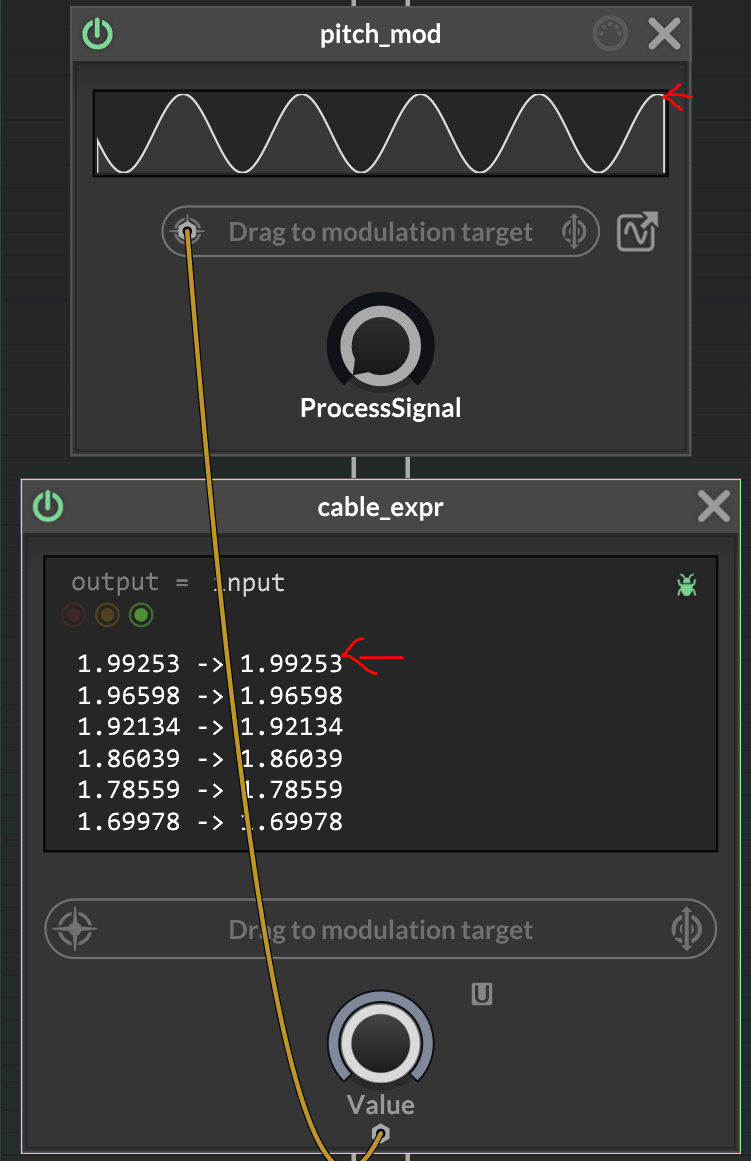 pitch_mod
Drag to modulation target
ProcessSignal
cable_expr
output = input
1.99253 -> 1.99253
1.96598 -> 1.96598
1.92134 -> 1.92134
1.86039 -> 1.86039
1.78559 -> 1.78559
1.69978 -> 1.69978
Drag to modulation target
U
Value